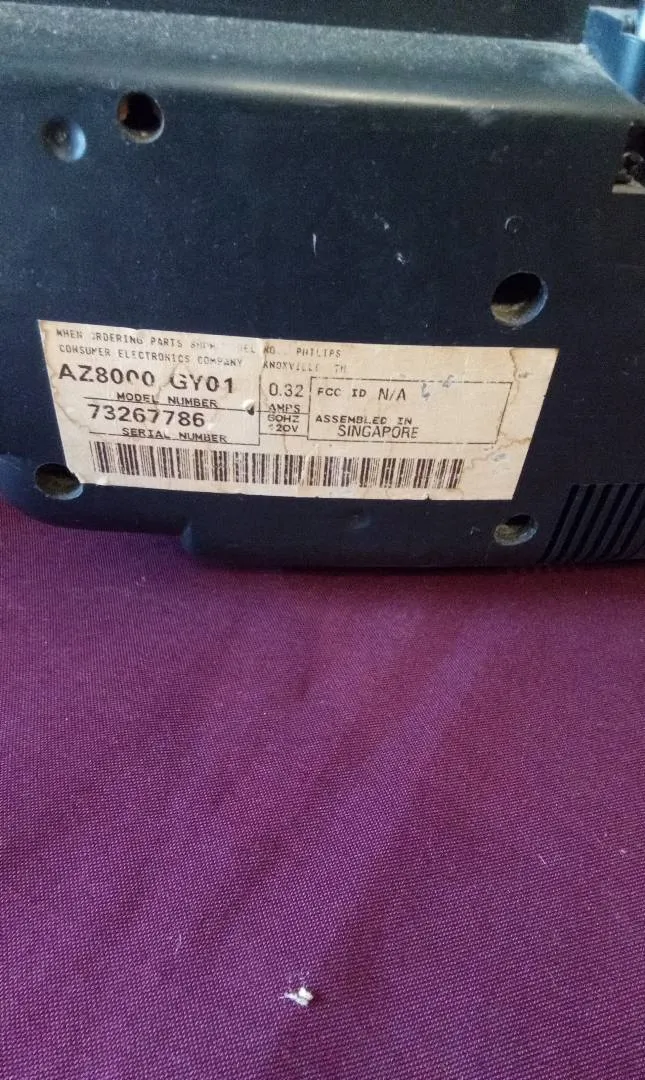 WHEN ORDERING PARTS NO. PHILIPS
CONSUMER ELECTRONICS COMPANY KNOXVILLE TN
AZ8000 GY01
MODEL NUMBER
73267786
SERIAL NUMBER
0.32
AMPS
60HZ
120V
FCC ID N/A
ASSEMBLED IN
SINGAPORE